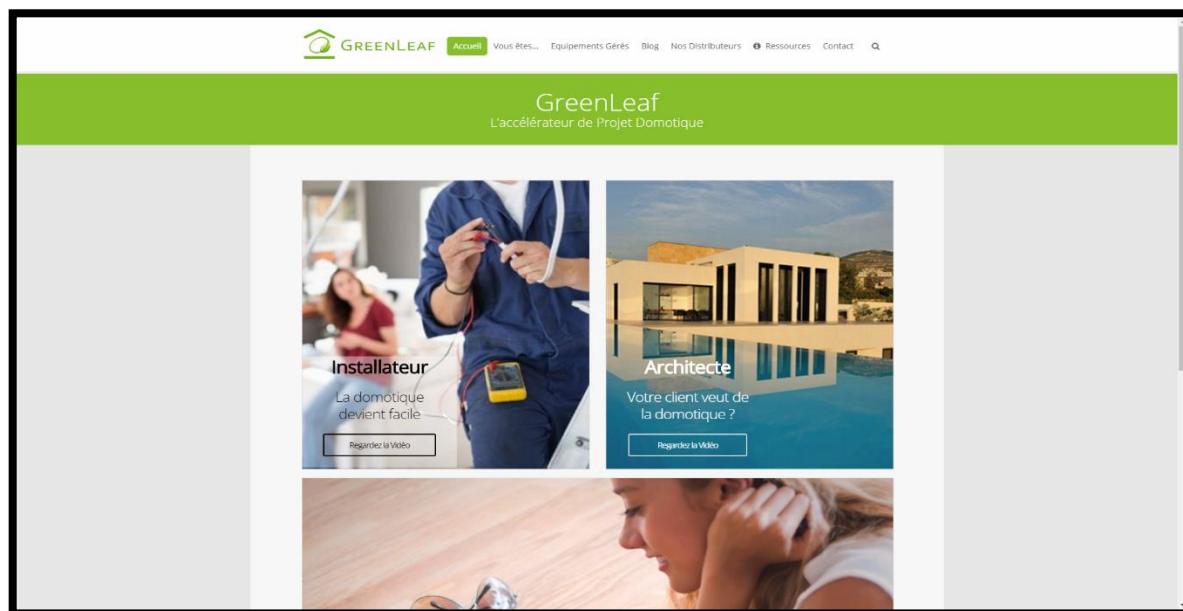 GREENLEAF Accueil Vous êtes... Equipements Gérés Blog Nos Distributeurs Ressources Contact
GreenLeaf
L'accélérateur de Projet Domotique
Installateur
La domotique
devient facile
Regardez la Vidéo
Architecte
Votre client veut de
la domotique ?
Regardez la Vidéo